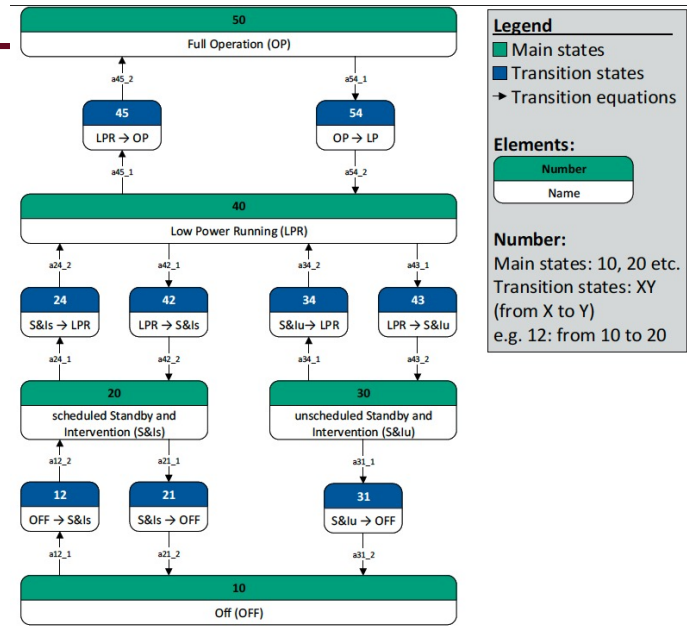 50
Full Operation (OP)
a45_2
a54_1
45
LPR → OP
54
OP → LP
a45_1
a54_2
40
Low Power Running (LPR)
a24_2
a42_1
a34_2
a43_1
24
S&Is → LPR
42
LPR → S&Is
34
S&Iu→ LPR
43
LPR → S&Iu
a24_1
a42_2
a34_1
a43_2
20
scheduled Standby and
Intervention (S&Is)
30
unscheduled Standby and
Intervention (S&Iu)
a12_2
a21_1
a31_1
12
OFF → S&Is
21
S&Is → OFF
31
S&Iu → OFF
a12_1
a21_2
a31_2
10
Off (OFF)
Legend
Main states
Transition states
Transition equations
Elements:
Number
Name
Number:
Main states: 10, 20 etc.
Transition states: XY
(from X to Y)
e.g. 12: from 10 to 20